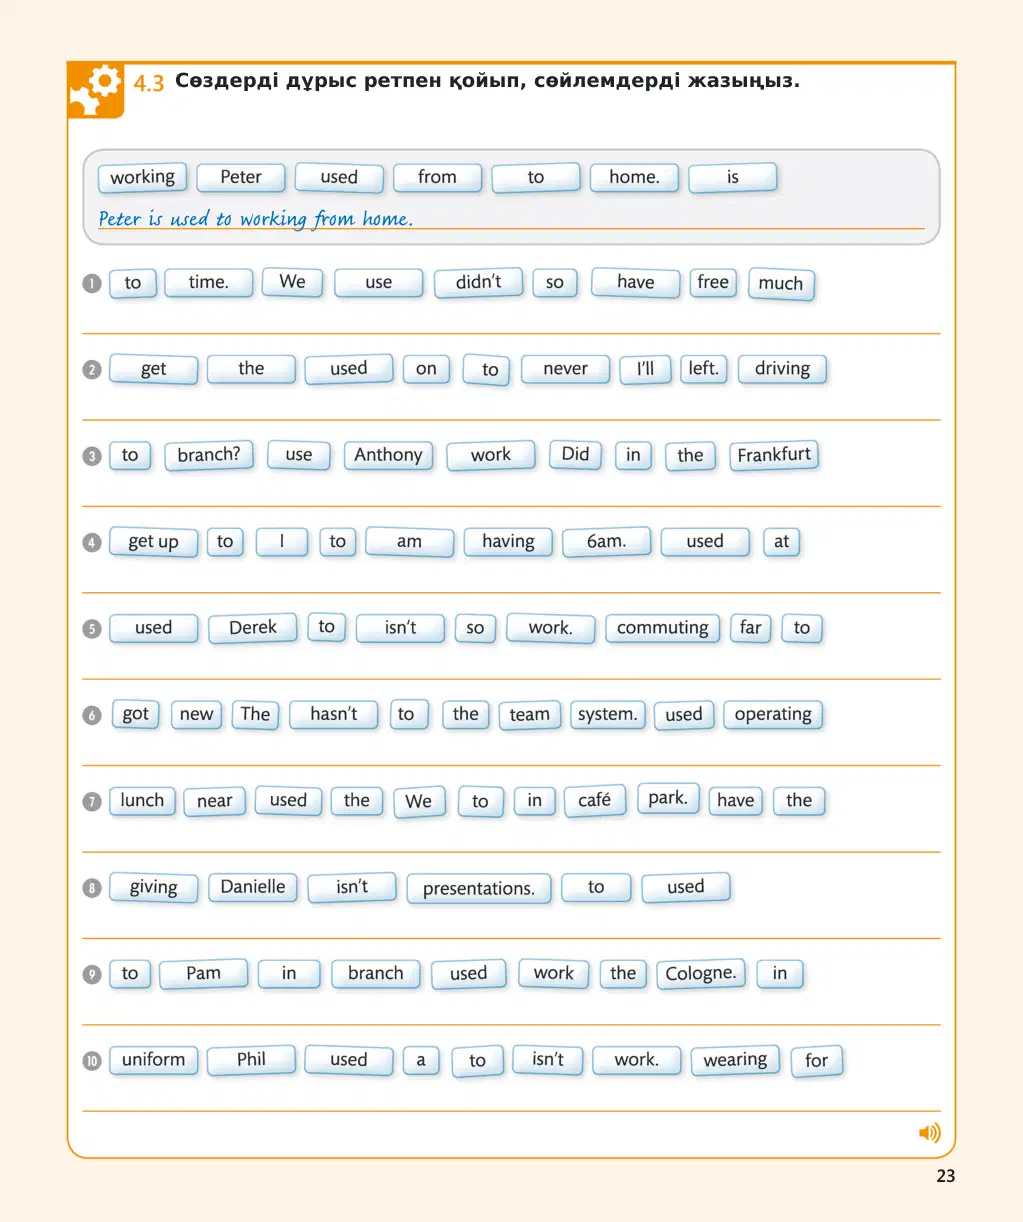 4.3 Сөздерді дұрыс ретпен қойып, сөйлемдерді жазыңыз.
working Peter used from to home. is
Peter is used to working from home.
1 to time. We use didn't so have free much
2 get the used on to never I'll left. driving
3 to branch? use Anthony work Did in the Frankfurt
4 get up to I to am having 6am. used at
5 used Derek to isn't so work. commuting far to
6 got new The hasn't to the team system. used operating
7 lunch near used the We to in café park. have the
8 giving Danielle isn't presentations. to used
9 to Pam in branch used work the Cologne. in
10 uniform Phil used a to isn't work. wearing for
23